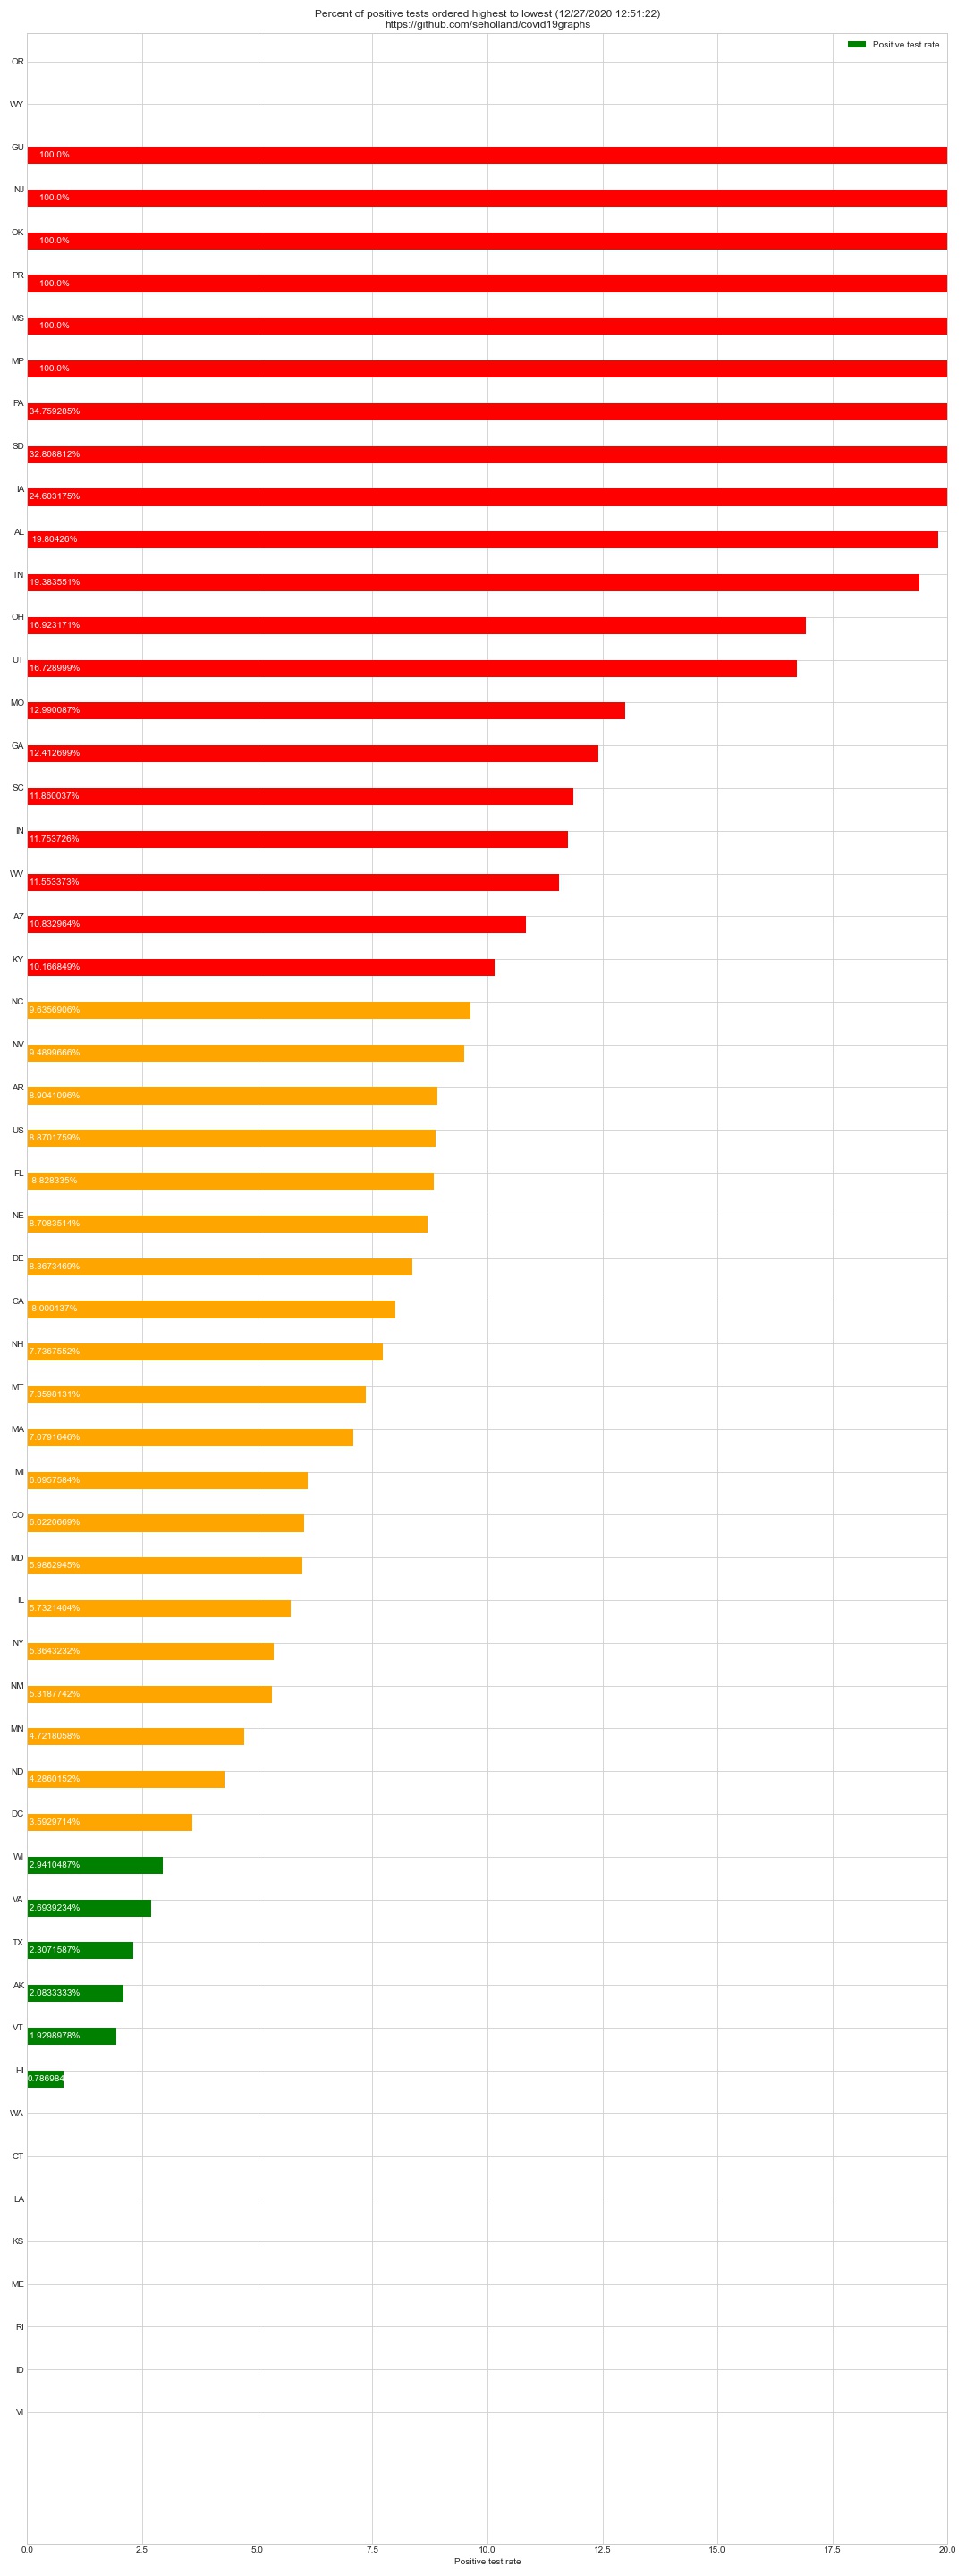 Percent of positive tests ordered highest to lowest (12/27/2020 12:51:22)
https://github.com/seholland/covid19graphs
Positive test rate
OR
WY
GU 100.0%
NJ 100.0%
OK 100.0%
PR 100.0%
MS 100.0%
MP 100.0%
PA 34.759285%
SD 32.808812%
IA 24.603175%
AL 19.80426%
TN 19.383551%
OH 16.923171%
UT 16.728999%
MO 12.990087%
GA 12.412699%
SC 11.860037%
IN 11.753726%
WV 11.553373%
AZ 10.832964%
KY 10.166849%
NC 9.6356906%
NV 9.4899666%
AR 8.9041096%
US 8.8701759%
FL 8.828335%
NE 8.7083514%
DE 8.3673469%
CA 8.000137%
NH 7.7367552%
MT 7.3598131%
MA 7.0791646%
MI 6.0957584%
CO 6.0220669%
MD 5.9862945%
IL 5.7321404%
NY 5.3643232%
NM 5.3187742%
MN 4.7218058%
ND 4.2860152%
DC 3.5929714%
WI 2.9410487%
VA 2.6939234%
TX 2.3071587%
AK 2.0833333%
VT 1.9298978%
HI 0.786984
WA
CT
LA
KS
ME
RI
ID
VI
0.0 2.5 5.0 7.5 10.0 12.5 15.0 17.5 20.0
Positive test rate